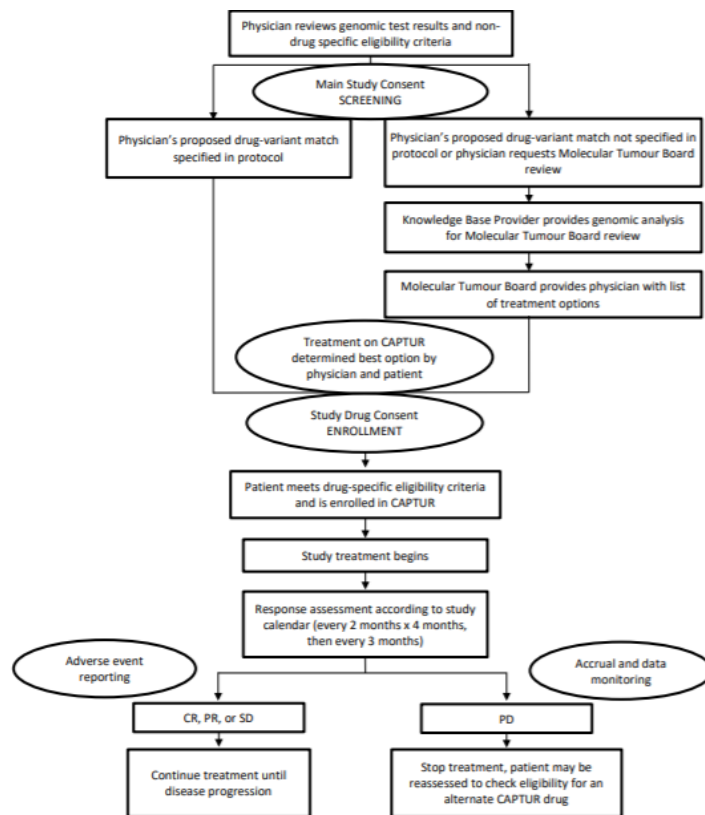 Physician reviews genomic test results and non-
drug specific eligibility criteria
Main Study Consent
SCREENING
Physician's proposed drug-variant match
specified in protocol
Physician's proposed drug-variant match not specified in
protocol or physician requests Molecular Tumour Board
review
Knowledge Base Provider provides genomic analysis
for Molecular Tumour Board review
Molecular Tumour Board provides physician with list
of treatment options
Treatment on CAPTUR
determined best option by
physician and patient
Study Drug Consent
ENROLLMENT
Patient meets drug-specific eligibility criteria
and is enrolled in CAPTUR
Study treatment begins
Response assessment according to study
calendar (every 2 months x 4 months,
then every 3 months)
Adverse event
reporting
Accrual and data
monitoring
CR, PR, or SD
PD
Continue treatment until
disease progression
Stop treatment, patient may be
reassessed to check eligibility for an
alternate CAPTUR drug